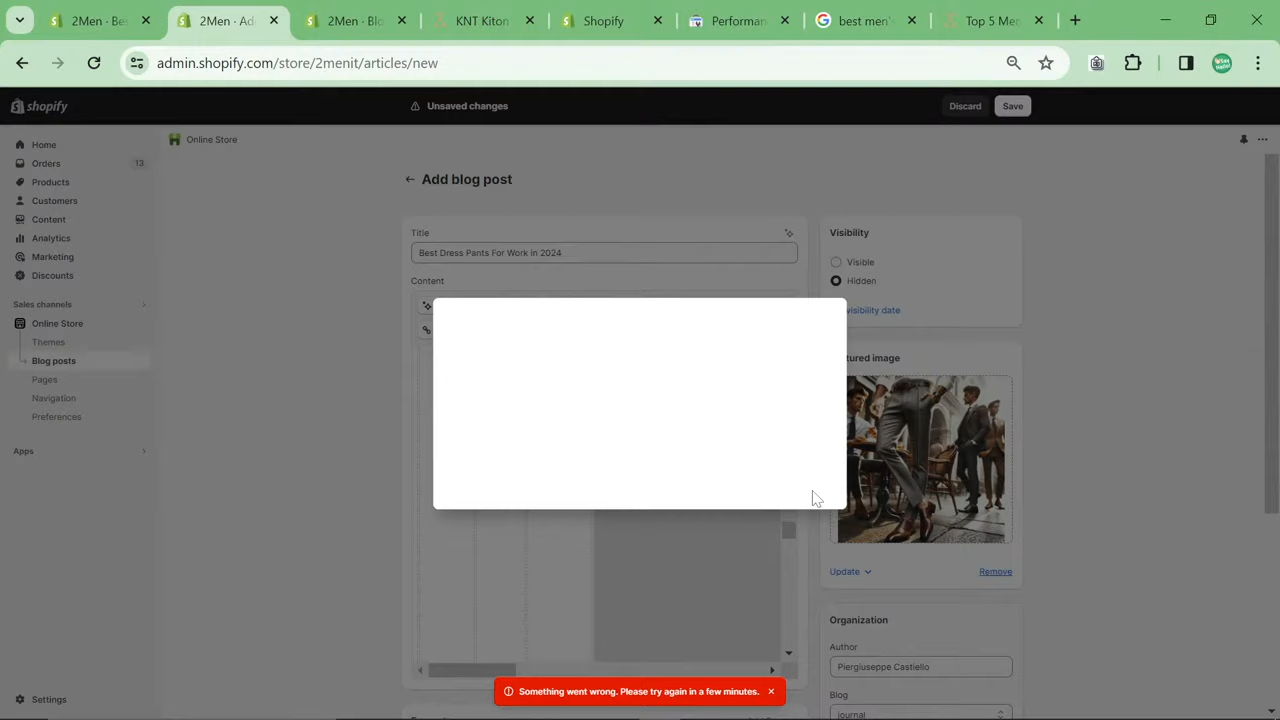 2Men · Bes
2Men · Ad
2Men · Blo
KNT Kiton
Shopify
Performan
best men's
Top 5 Men
admin.shopify.com/store/2menit/articles/new
shopify
Unsaved changes
Discard
Save
Home
Orders
13
Products
Customers
Content
Analytics
Marketing
Discounts
Sales channels
Online Store
Themes
Blog posts
Pages
Navigation
Preferences
Apps
Settings
Online Store
Add blog post
Title
Best Dress Pants For Work in 2024
Content
Visibility
Visible
Hidden
visibility date
tured image
Update
Remove
Organization
Author
Piergiuseppe Castiello
Blog
journal
Something went wrong. Please try again in a few minutes.